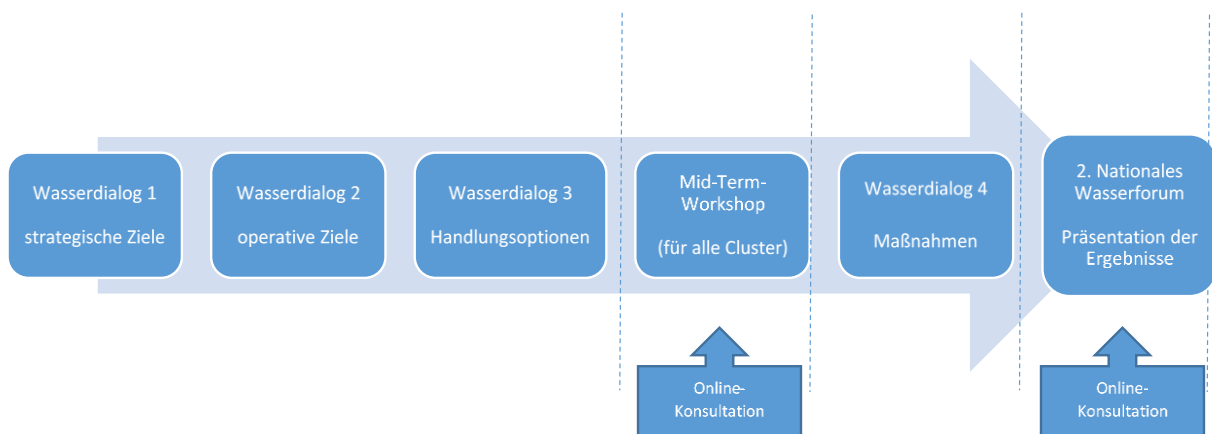 Wasserdialog 1
strategische Ziele
Wasserdialog 2
operative Ziele
Wasserdialog 3
Handlungsoptionen
Mid-Term-
Workshop
(für alle Cluster)
Wasserdialog 4
Maßnahmen
2. Nationales
Wasserforum
Präsentation der
Ergebnisse
Online-
Konsultation
Online-
Konsultation